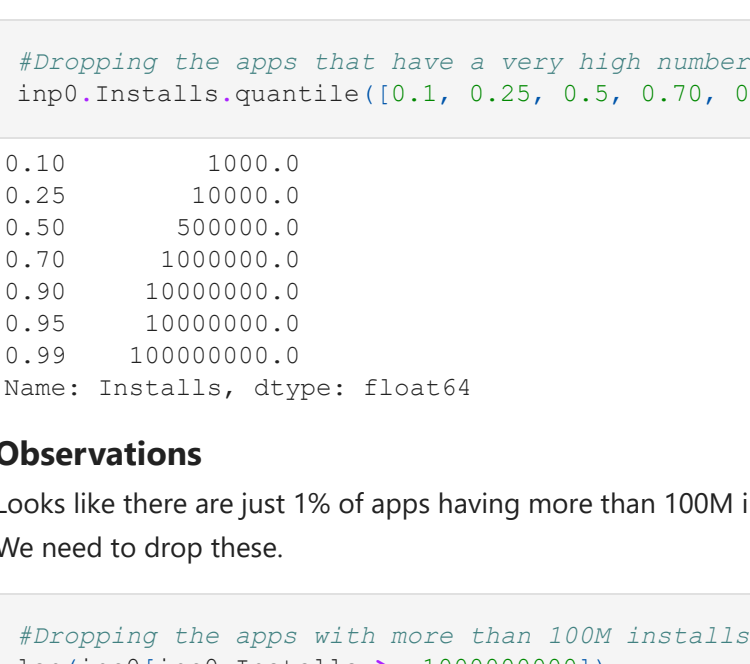 #Dropping the apps that have a very high number
inp0.Installs.quantile([0.1, 0.25, 0.5, 0.70, 0
0.10 1000.0
0.25 10000.0
0.50 500000.0
0.70 1000000.0
0.90 10000000.0
0.95 10000000.0
0.99 100000000.0
Name: Installs, dtype: float64
Observations
Looks like there are just 1% of apps having more than 100M i
We need to drop these.
#Dropping the apps with more than 100M installs